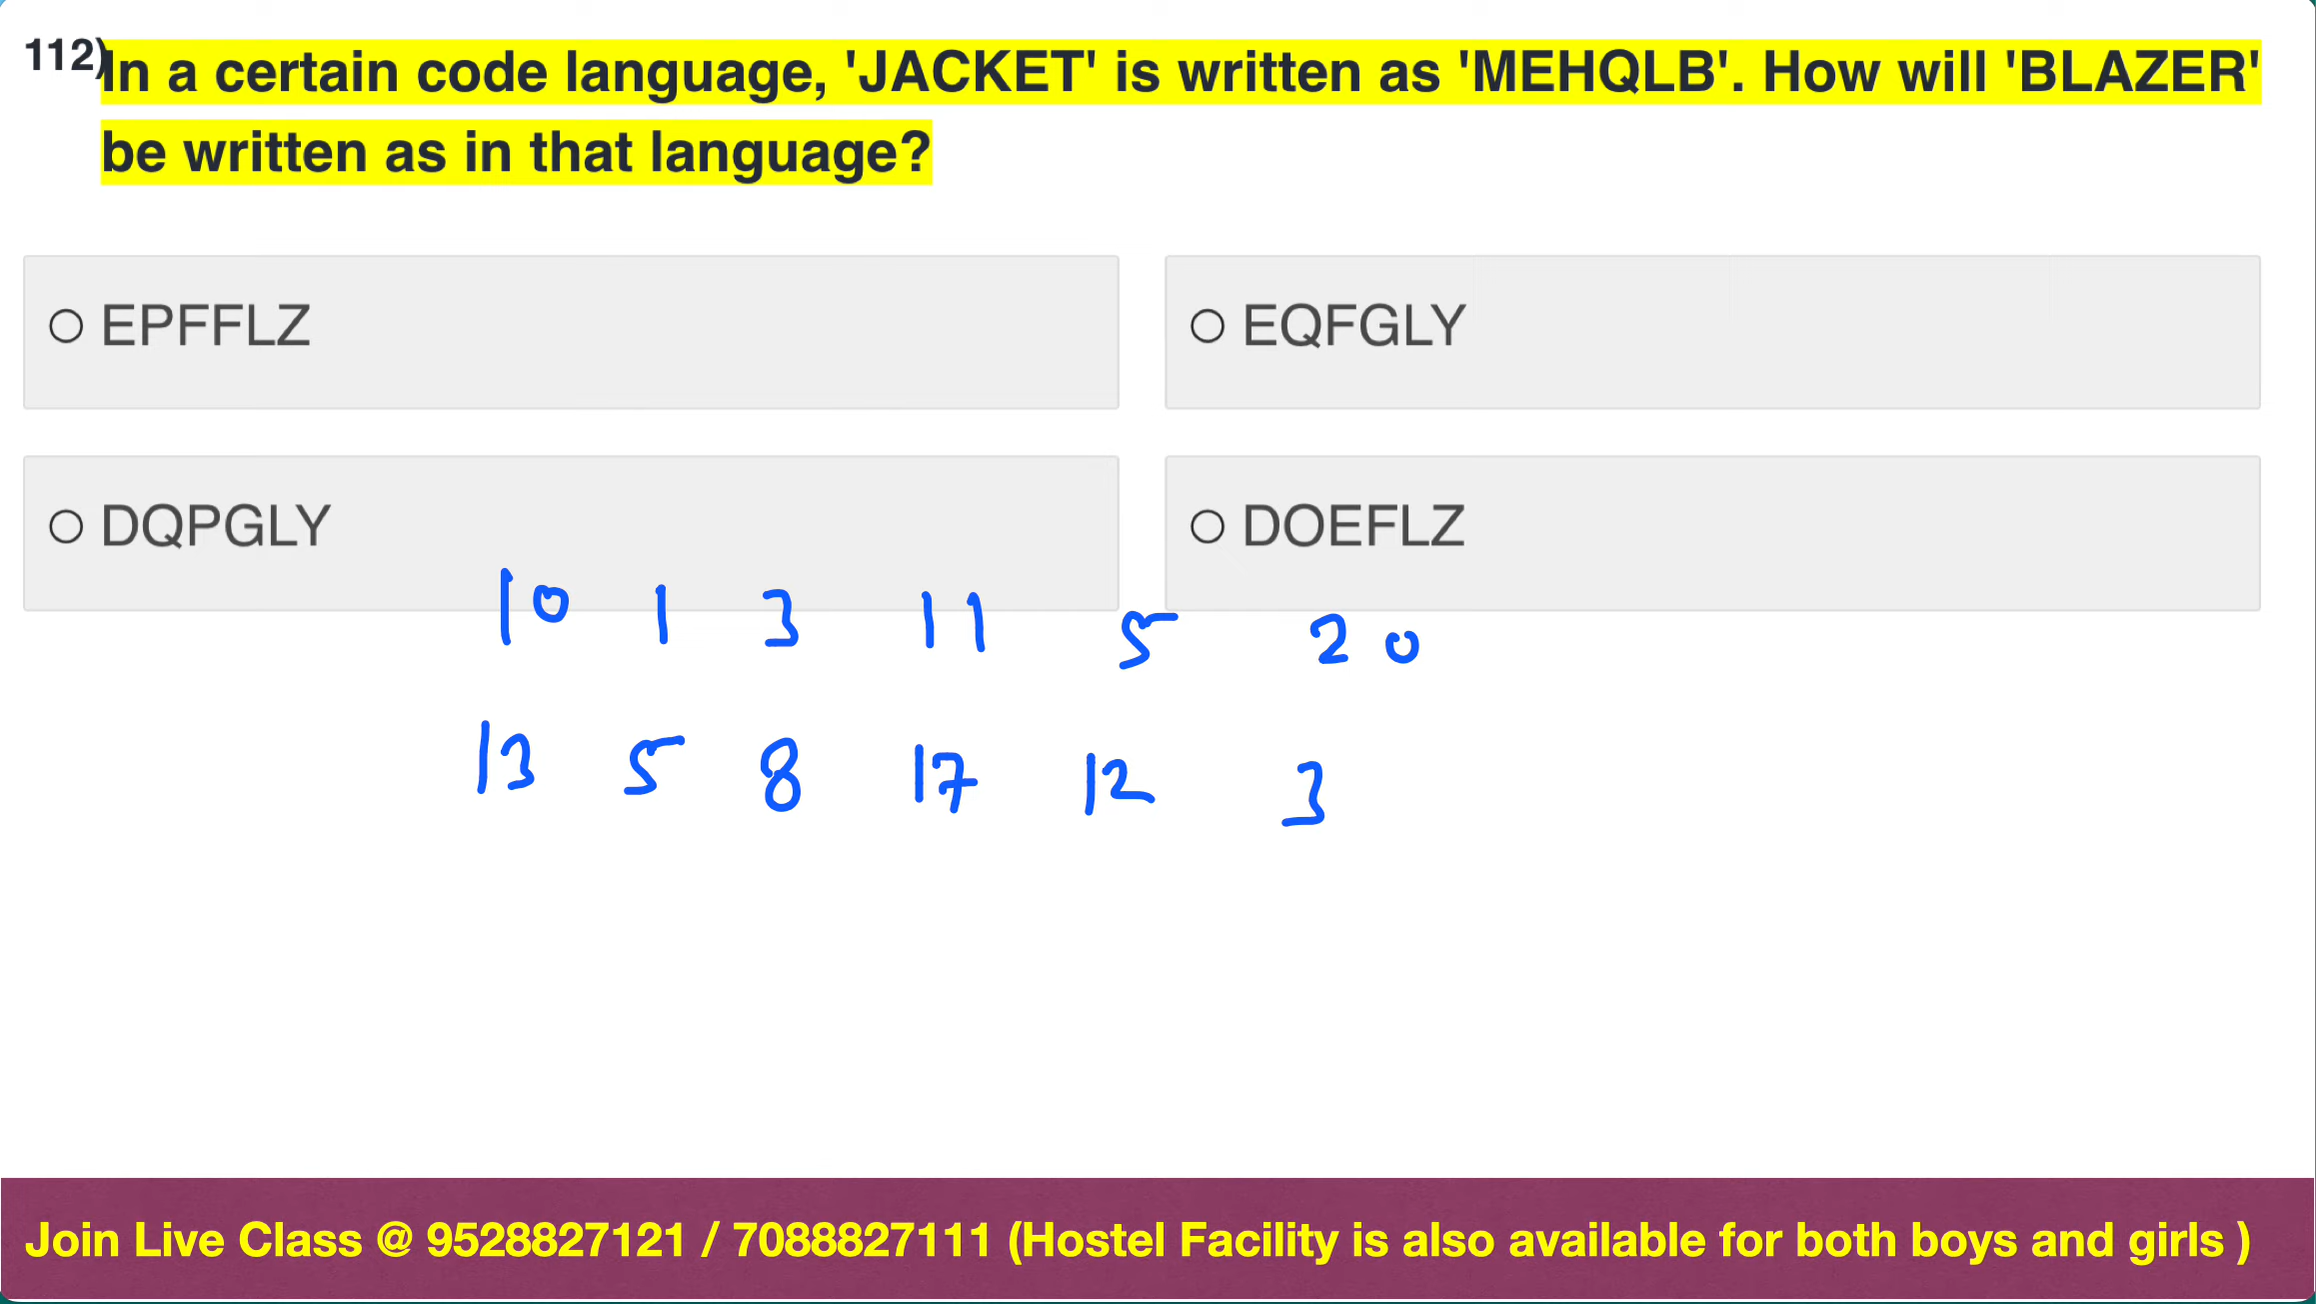 112) In a certain code language, 'JACKET' is written as 'MEHQLB'. How will 'BLAZER'
be written as in that language?
EPFFLZ
EQFGLY
DQPGLY
DOEFLZ
10 1 3 11 5 20
13 5 8 17 12 3
Join Live Class @ 9528827121 / 7088827111 (Hostel Facility is also available for both boys and girls )